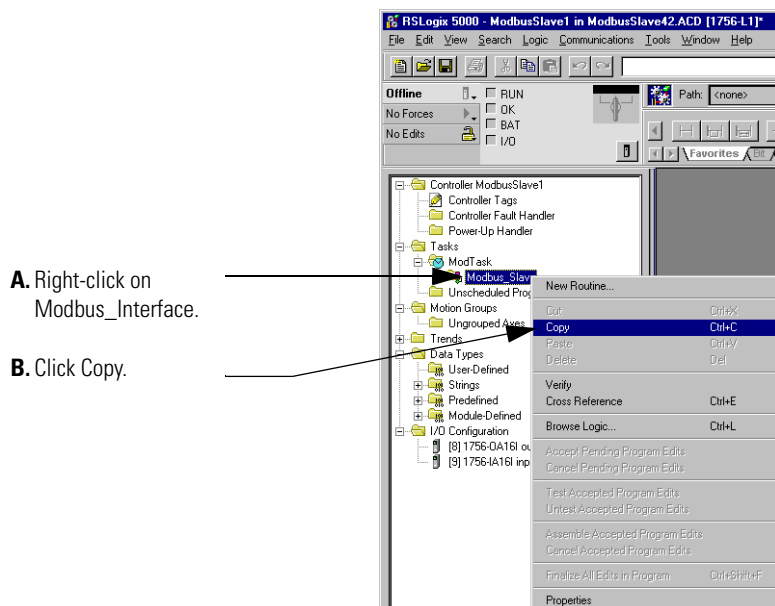 RSLogix 5000 - ModbusSlave1 in ModbusSlave42.ACD [1756-L1]*
File Edit View Search Logic Communications Tools Window Help
Offline
RUN
Path: <none>
No Forces
OK
BAT
No Edits
I/O
Favorites
Bit
Controller ModbusSlave1
Controller Tags
Controller Fault Handler
Power-Up Handler
Tasks
ModTask
Modbus_Slav
Unscheduled Prog
Motion Groups
Ungrouped Axes
Trends
Data Types
User-Defined
Strings
Predefined
Module-Defined
I/O Configuration
[8] 1756-OA16I ou
[9] 1756-IA16I inp
New Routine...
Cut Ctrl+X
Copy Ctrl+C
Paste Ctrl+V
Delete Del
Verify
Cross Reference Ctrl+E
Browse Logic... Ctrl+L
Accept Pending Program Edits
Cancel Pending Program Edits
Test Accepted Program Edits
Untest Accepted Program Edits
Assemble Accepted Program Edits
Cancel Accepted Program Edits
Finalize All Edits in Program Ctrl+Shift+F
Properties
A. Right-click on
Modbus_Interface.
B. Click Copy.